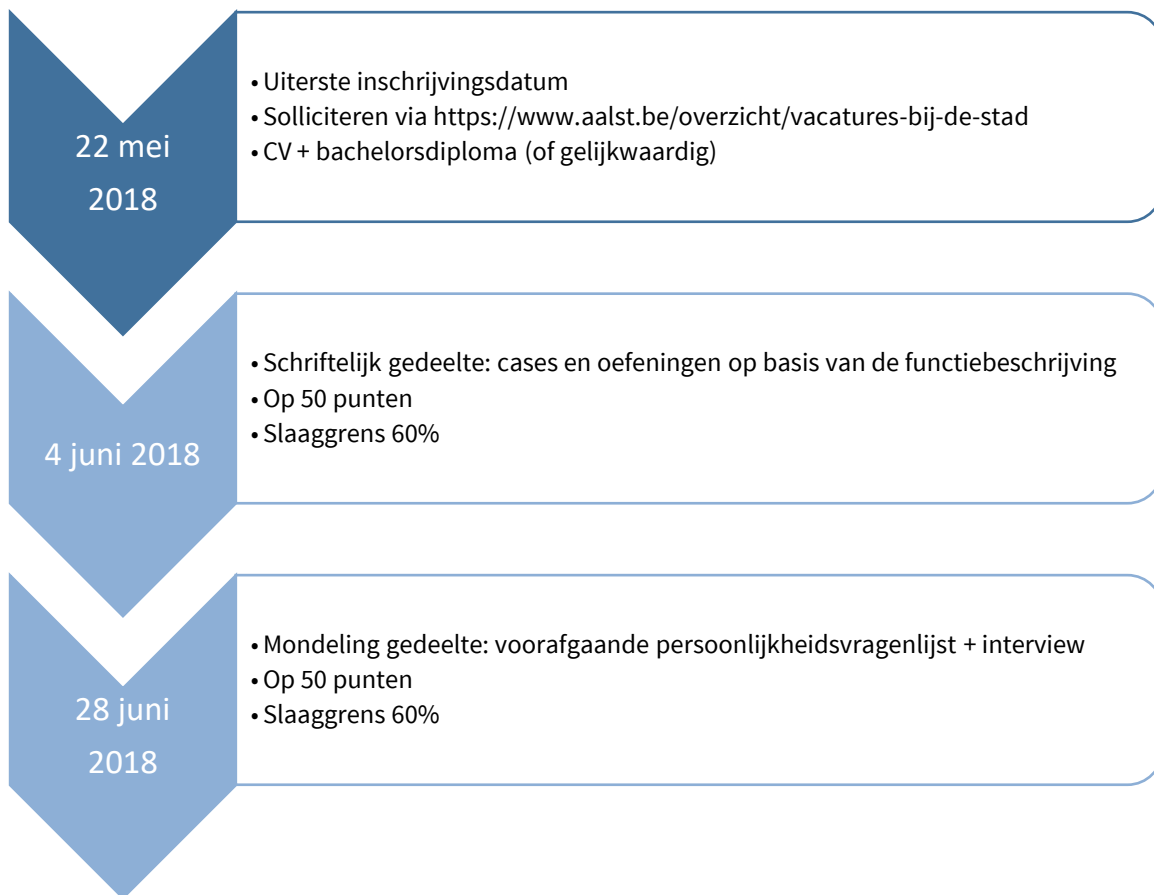 22 mei
2018
• Uiterste inschrijvingsdatum
• Solliciteren via https://www.aalst.be/overzicht/vacatures-bij-de-stad
• CV + bachelorsdiploma (of gelijkwaardig)
4 juni 2018
• Schriftelijk gedeelte: cases en oefeningen op basis van de functiebeschrijving
• Op 50 punten
• Slaaggrens 60%
28 juni
2018
• Mondeling gedeelte: voorafgaande persoonlijkheidsvragenlijst + interview
• Op 50 punten
• Slaaggrens 60%